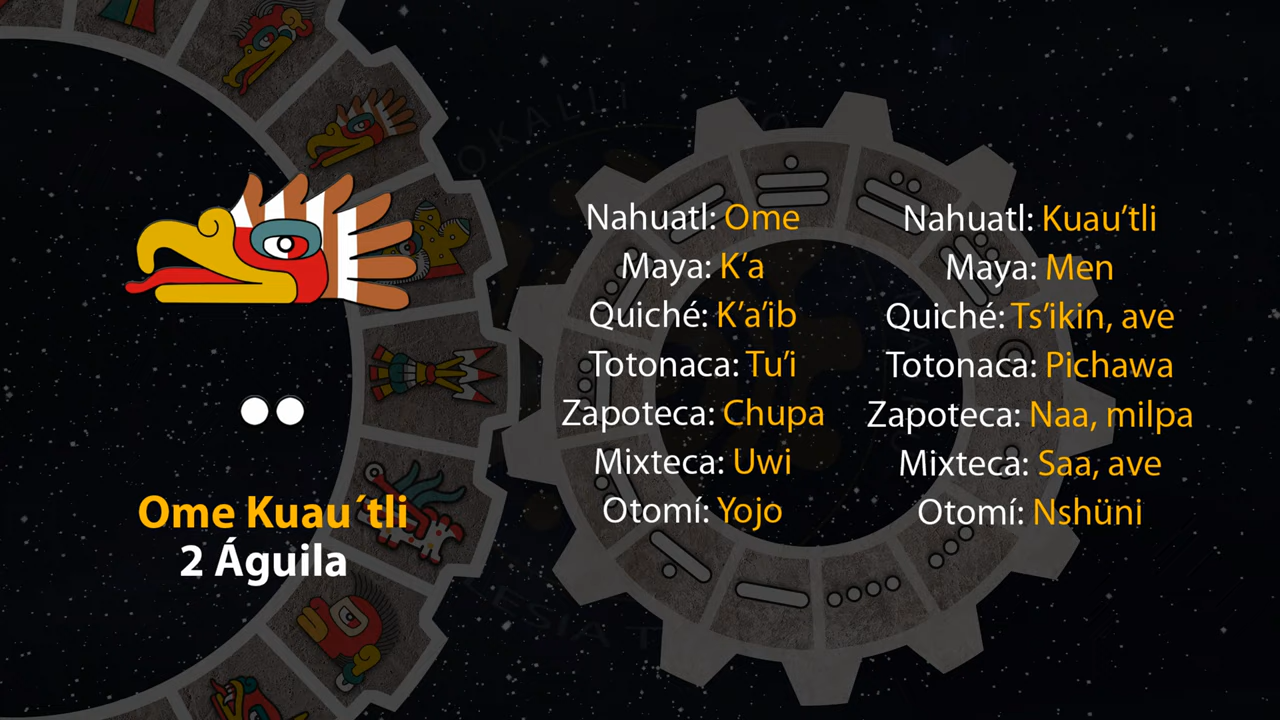 Ome Kuau´tli
2 Águila
Nahuatl: Ome
Maya: K’a
Quiché: K’a’ib
Totonaca: Tu’i
Zapoteca: Chupa
Mixteca: Uwi
Otomí: Yojo
Nahuatl: Kuau’tli
Maya: Men
Quiché: Ts’ikin, ave
Totonaca: Pichawa
Zapoteca: Naa, milpa
Mixteca: Saa, ave
Otomí: Nshüni